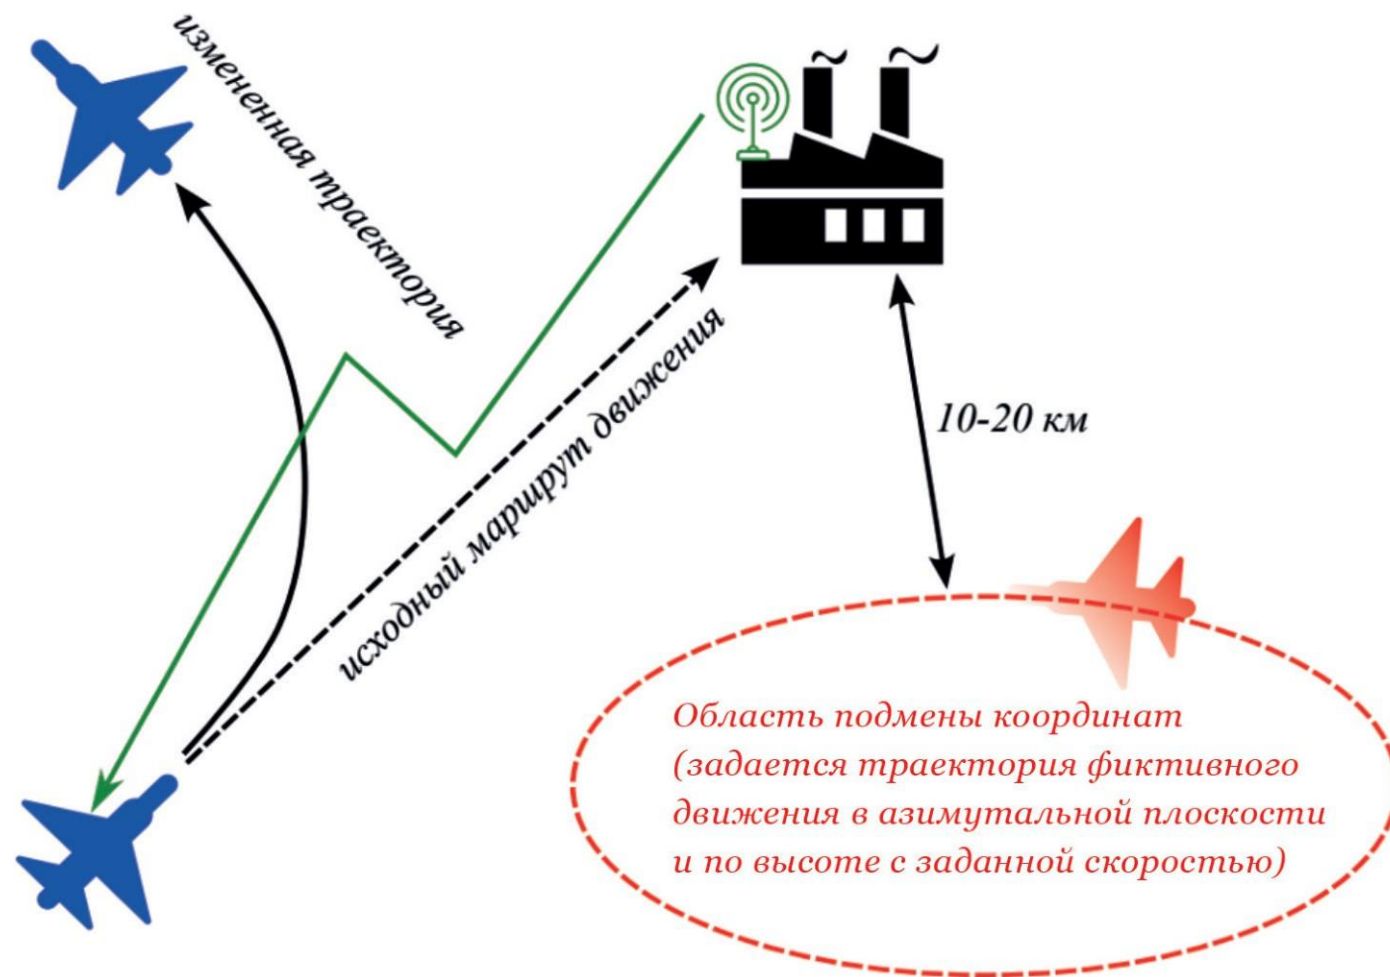 измененная траектория
исходный маршрут движения
10-20 км
Область подмены координат
(задается траектория фиктивного
движения в азимутальной плоскости
и по высоте с заданной скоростью)